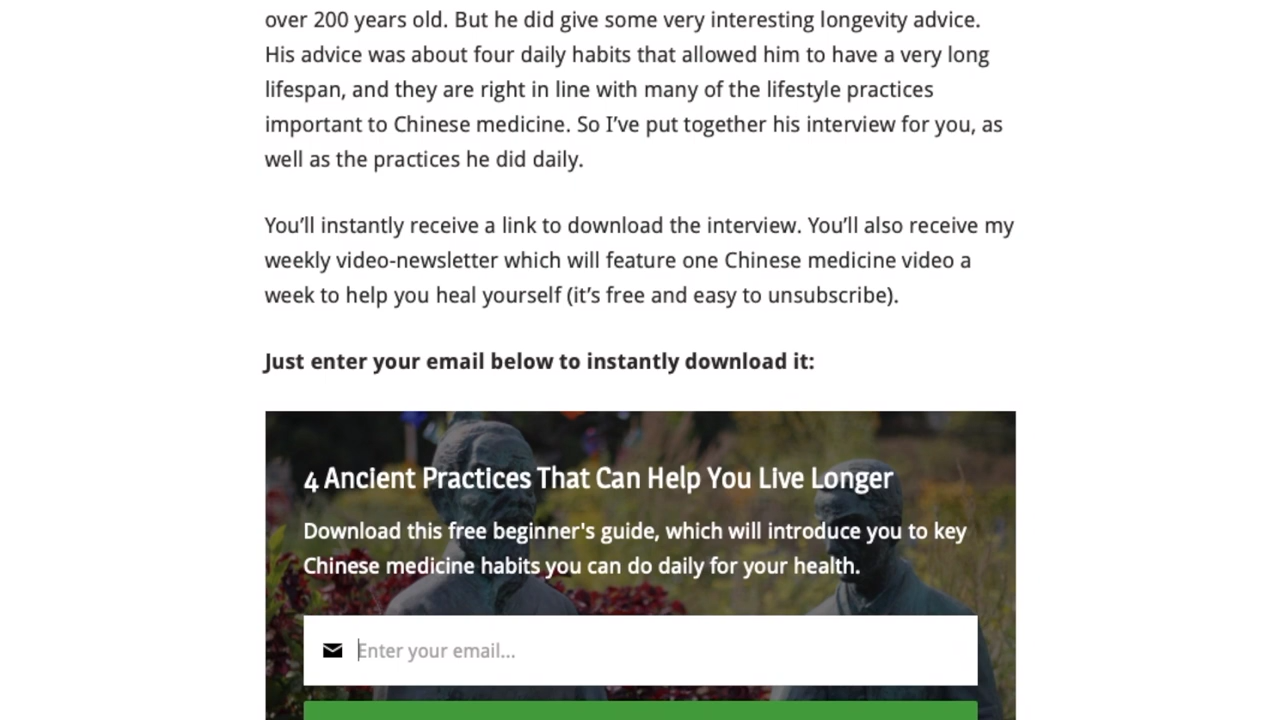 over 200 years old. But he did give some very interesting longevity advice.
His advice was about four daily habits that allowed him to have a very long
lifespan, and they are right in line with many of the lifestyle practices
important to Chinese medicine. So I’ve put together his interview for you, as
well as the practices he did daily.
You’ll instantly receive a link to download the interview. You’ll also receive my
weekly video-newsletter which will feature one Chinese medicine video a
week to help you heal yourself (it’s free and easy to unsubscribe).
Just enter your email below to instantly download it:
4 Ancient Practices That Can Help You Live Longer
Download this free beginner's guide, which will introduce you to key
Chinese medicine habits you can do daily for your health.
Enter your email...